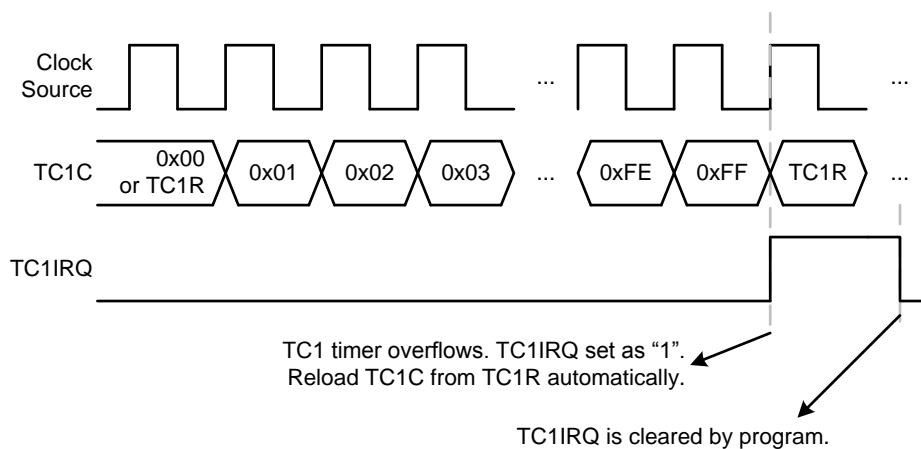 Clock
Source
...
...
TC1C
0x00
or TC1R
0x01
0x02
0x03
...
0xFE
0xFF
TC1R
...
TC1IRQ
TC1 timer overflows. TC1IRQ set as “1”.
Reload TC1C from TC1R automatically.
TC1IRQ is cleared by program.